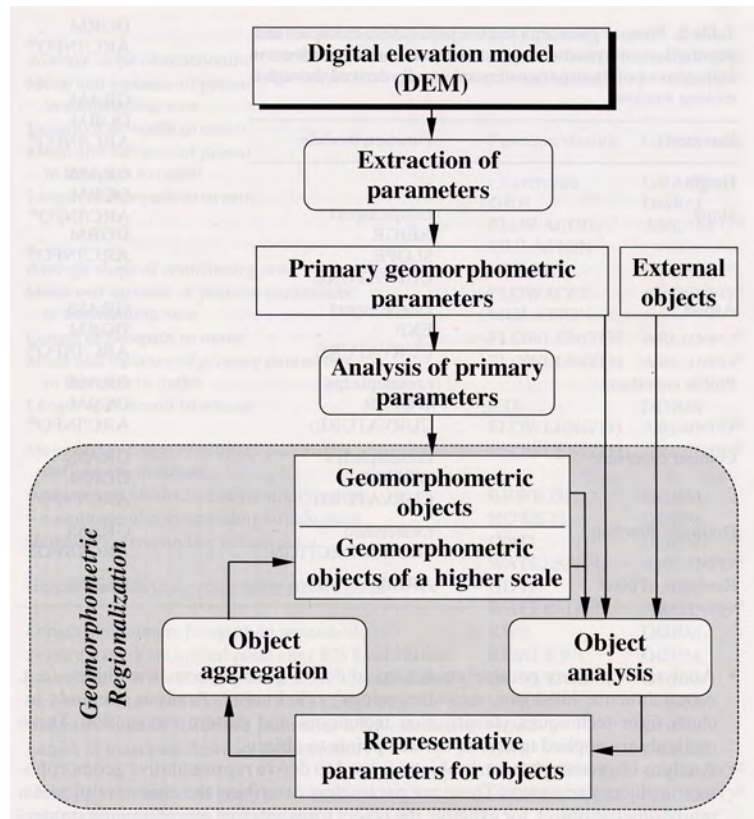 Digital elevation model
(DEM)
Extraction of
parameters
Primary geomorphometric
parameters
External
objects
Analysis of primary
parameters
Geomorphometric
objects
Geomorphometric
objects of a higher scale
Geomorphometric
Regionalization
Object
aggregation
Object
analysis
Representative
parameters for objects